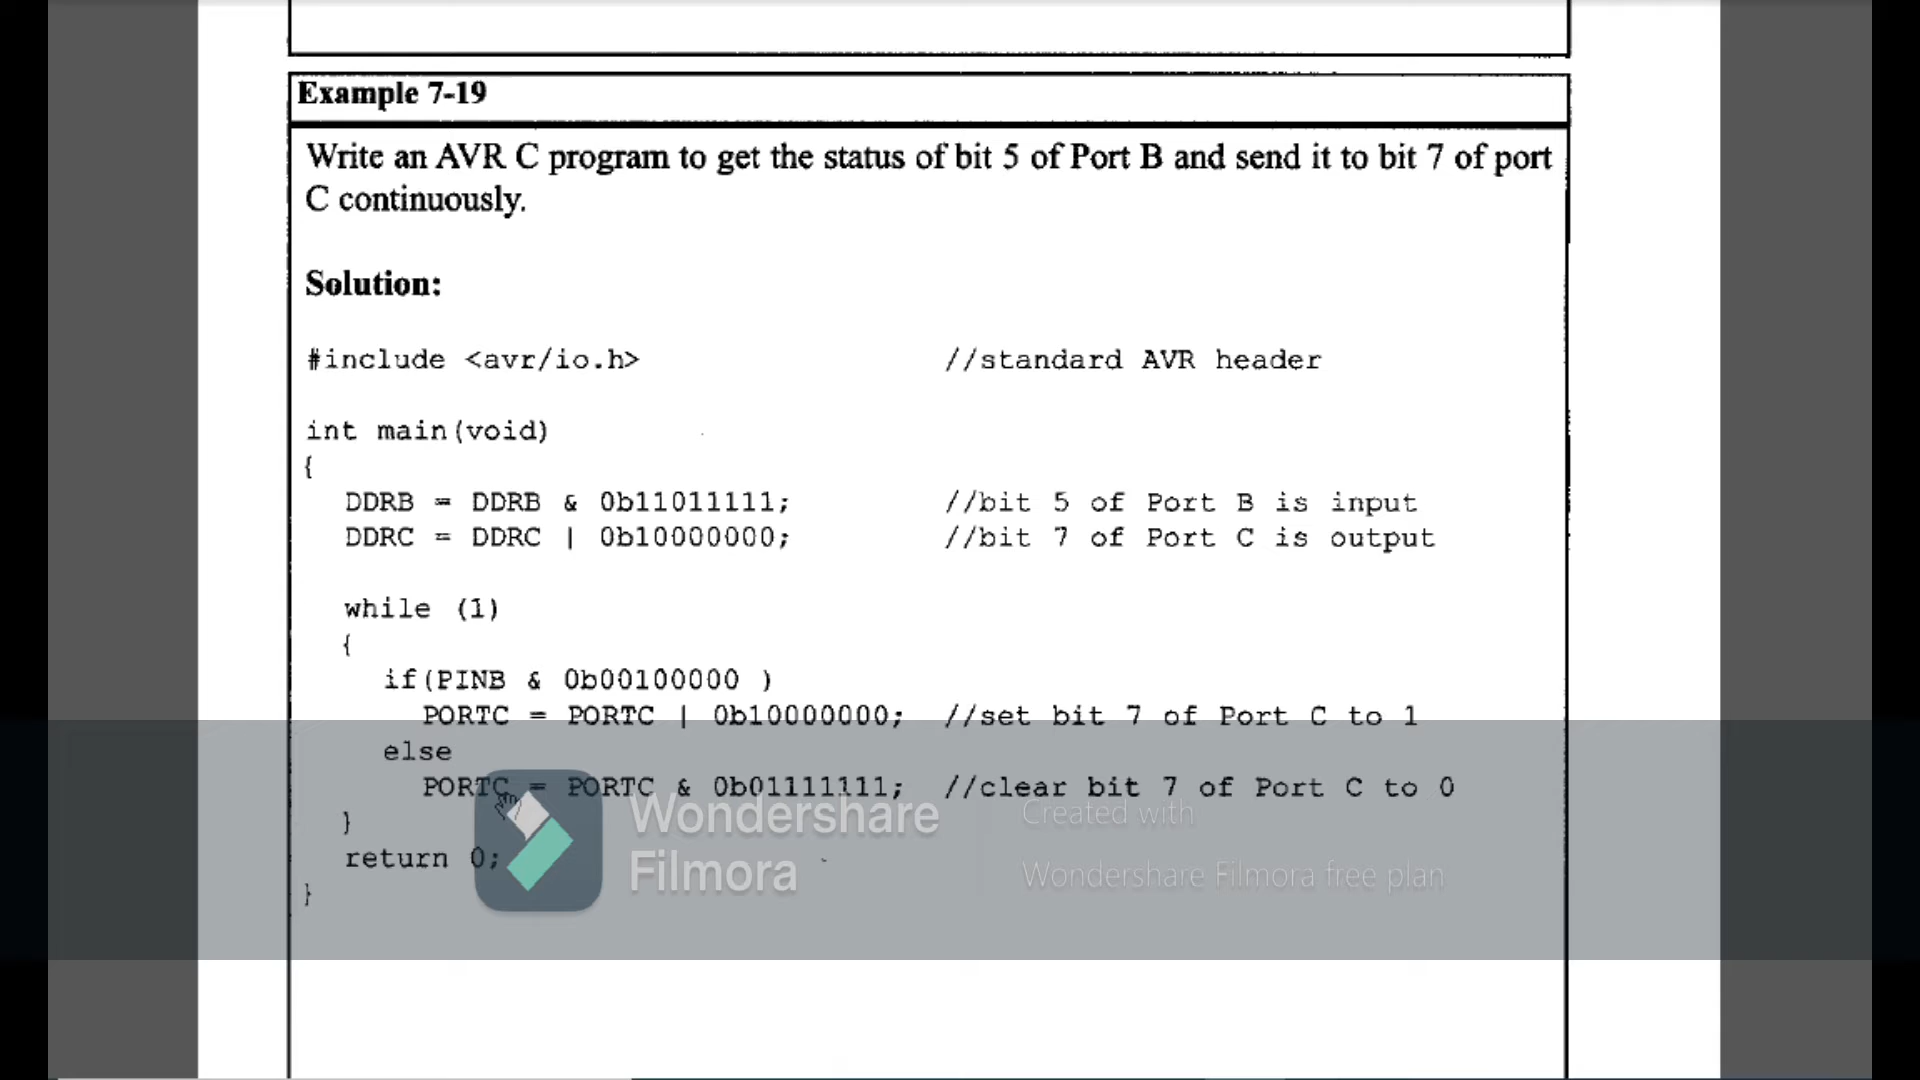 Example 7-19
Write an AVR C program to get the status of bit 5 of Port B and send it to bit 7 of port
C continuously.
Solution:
#include <avr/io.h> //standard AVR header
int main(void)
{
DDRB = DDRB & 0b11011111; //bit 5 of Port B is input
DDRC = DDRC | 0b10000000; //bit 7 of Port C is output
while (1)
{
if(PINB & 0b00100000 )
PORTC = PORTC | 0b10000000; //set bit 7 of Port C to 1
else
PORTC = PORTC & 0b01111111; //clear bit 7 of Port C to 0
}
return 0;
}
Wondershare
Filmora
Created with
Wondershare Filmora free plan